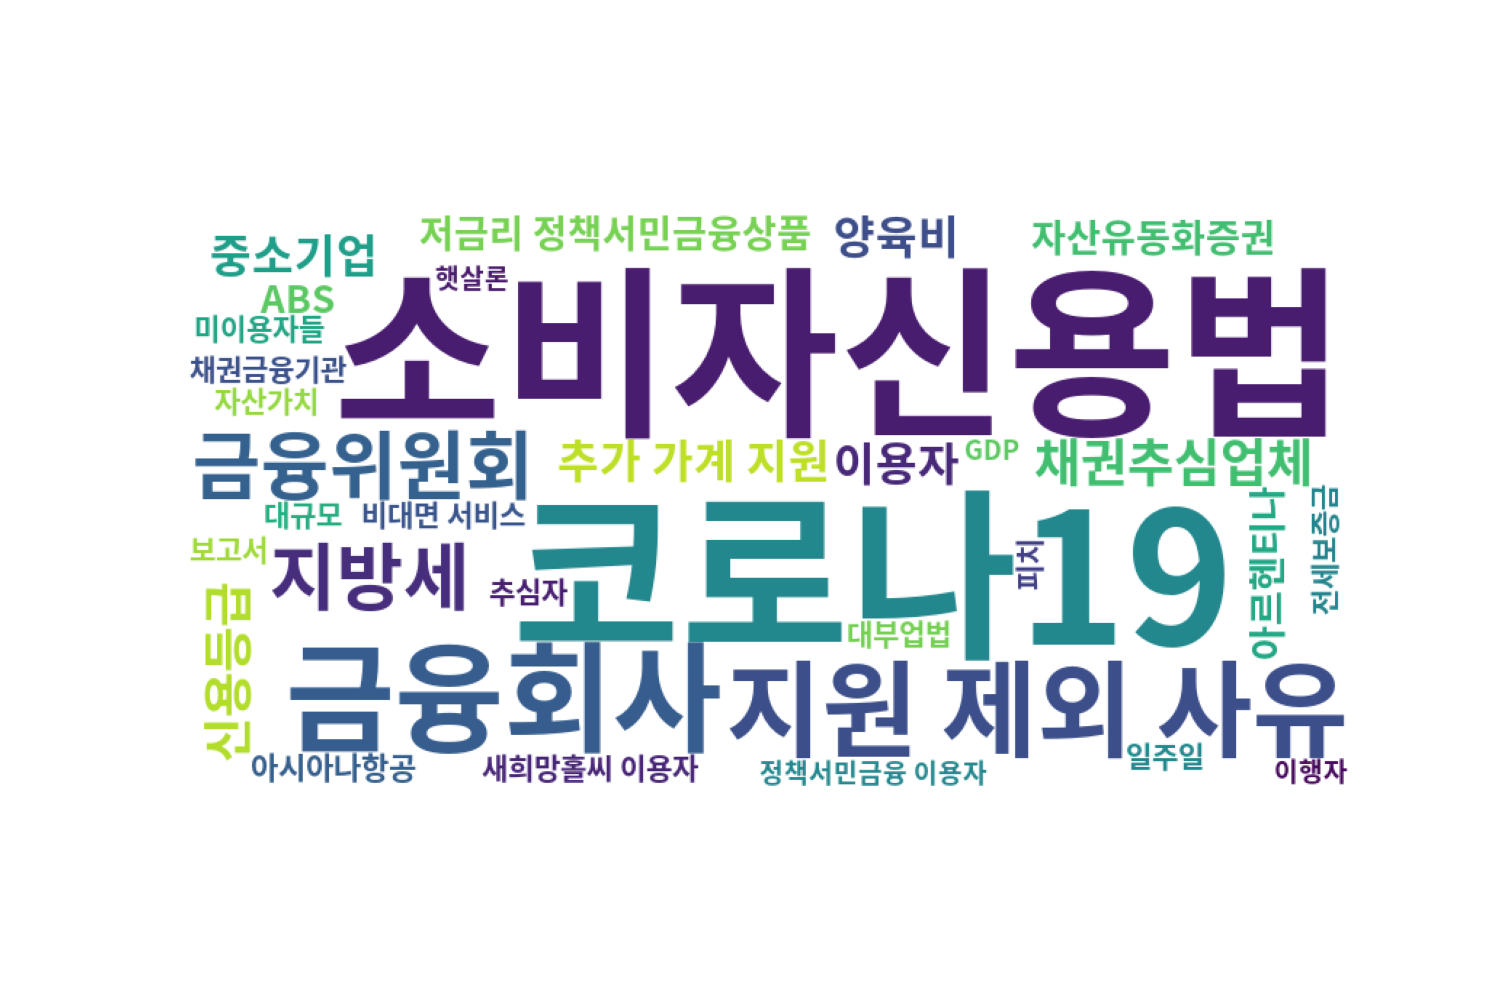 저금리 정책서민금융상품
양육비
자산유동화증권
중소기업
햇살론
ABS
소비자신용법
미이용자들
채권금융기관
자산가치
금융위원회
추가 가계 지원
이용자
GDP
채권추심업체
대규모
비대면 서비스
코로나19
피치
아르헨티나
전세보증금
보고서
지방세
추심자
신용등급
대부업법
금융회사
지원 제외 사유
아시아나항공
새희망홀씨 이용자
정책서민금융 이용자
일주일
이행자